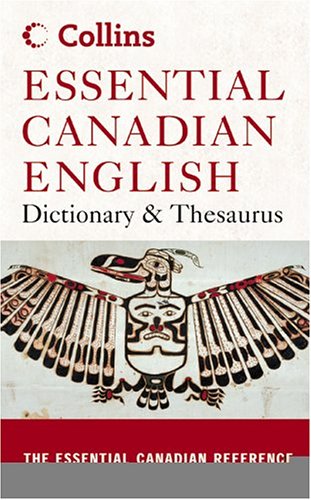 Collins
ESSENTIAL
CANADIAN
ENGLISH
Dictionary & Thesaurus
THE ESSENTIAL CANADIAN REFERENCE